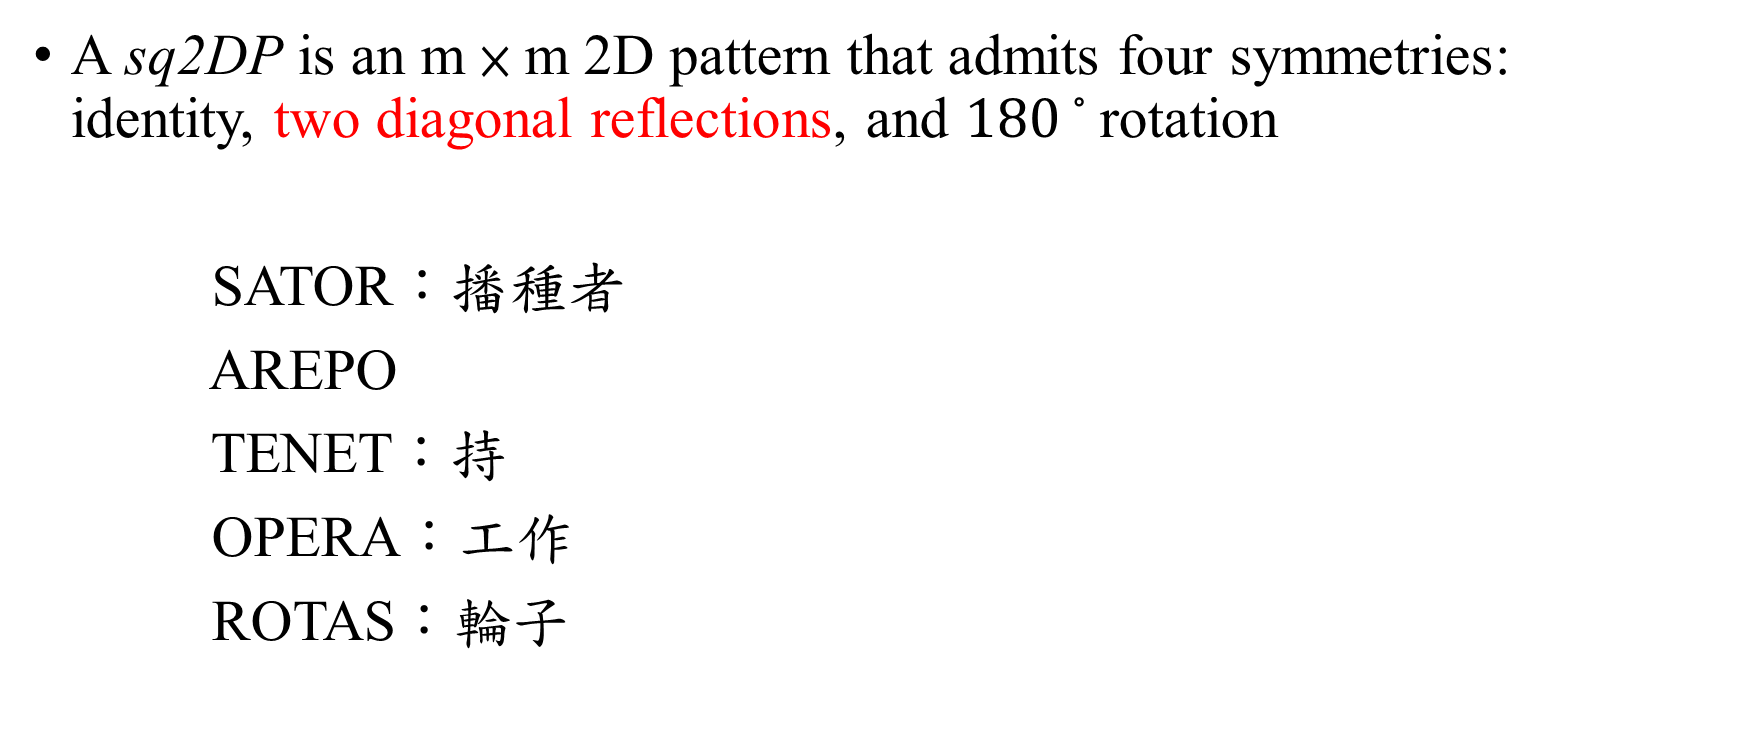 • A sq2DP is an m × m 2D pattern that admits four symmetries:
identity, two diagonal reflections, and 180° rotation
SATOR：播種者
AREPO
TENET：持
OPERA：工作
ROTAS：輪子